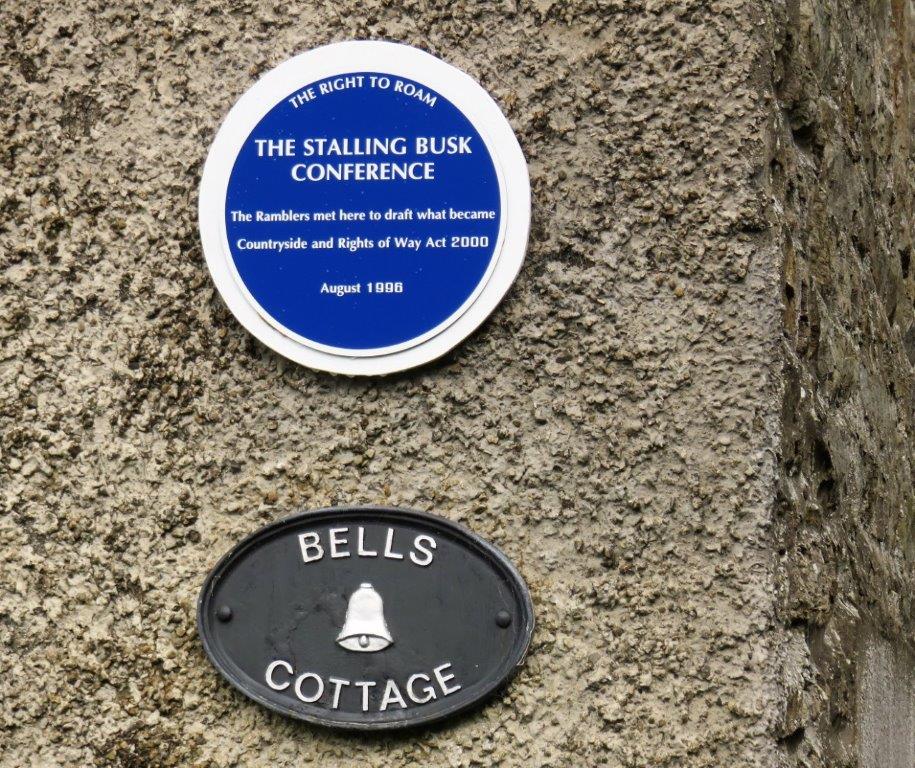 THE RIGHT TO ROAM
THE STALLING BUSK
CONFERENCE
The Ramblers met here to draft what became
Countryside and Rights of Way Act 2000
August 1996
BELLS
COTTAGE